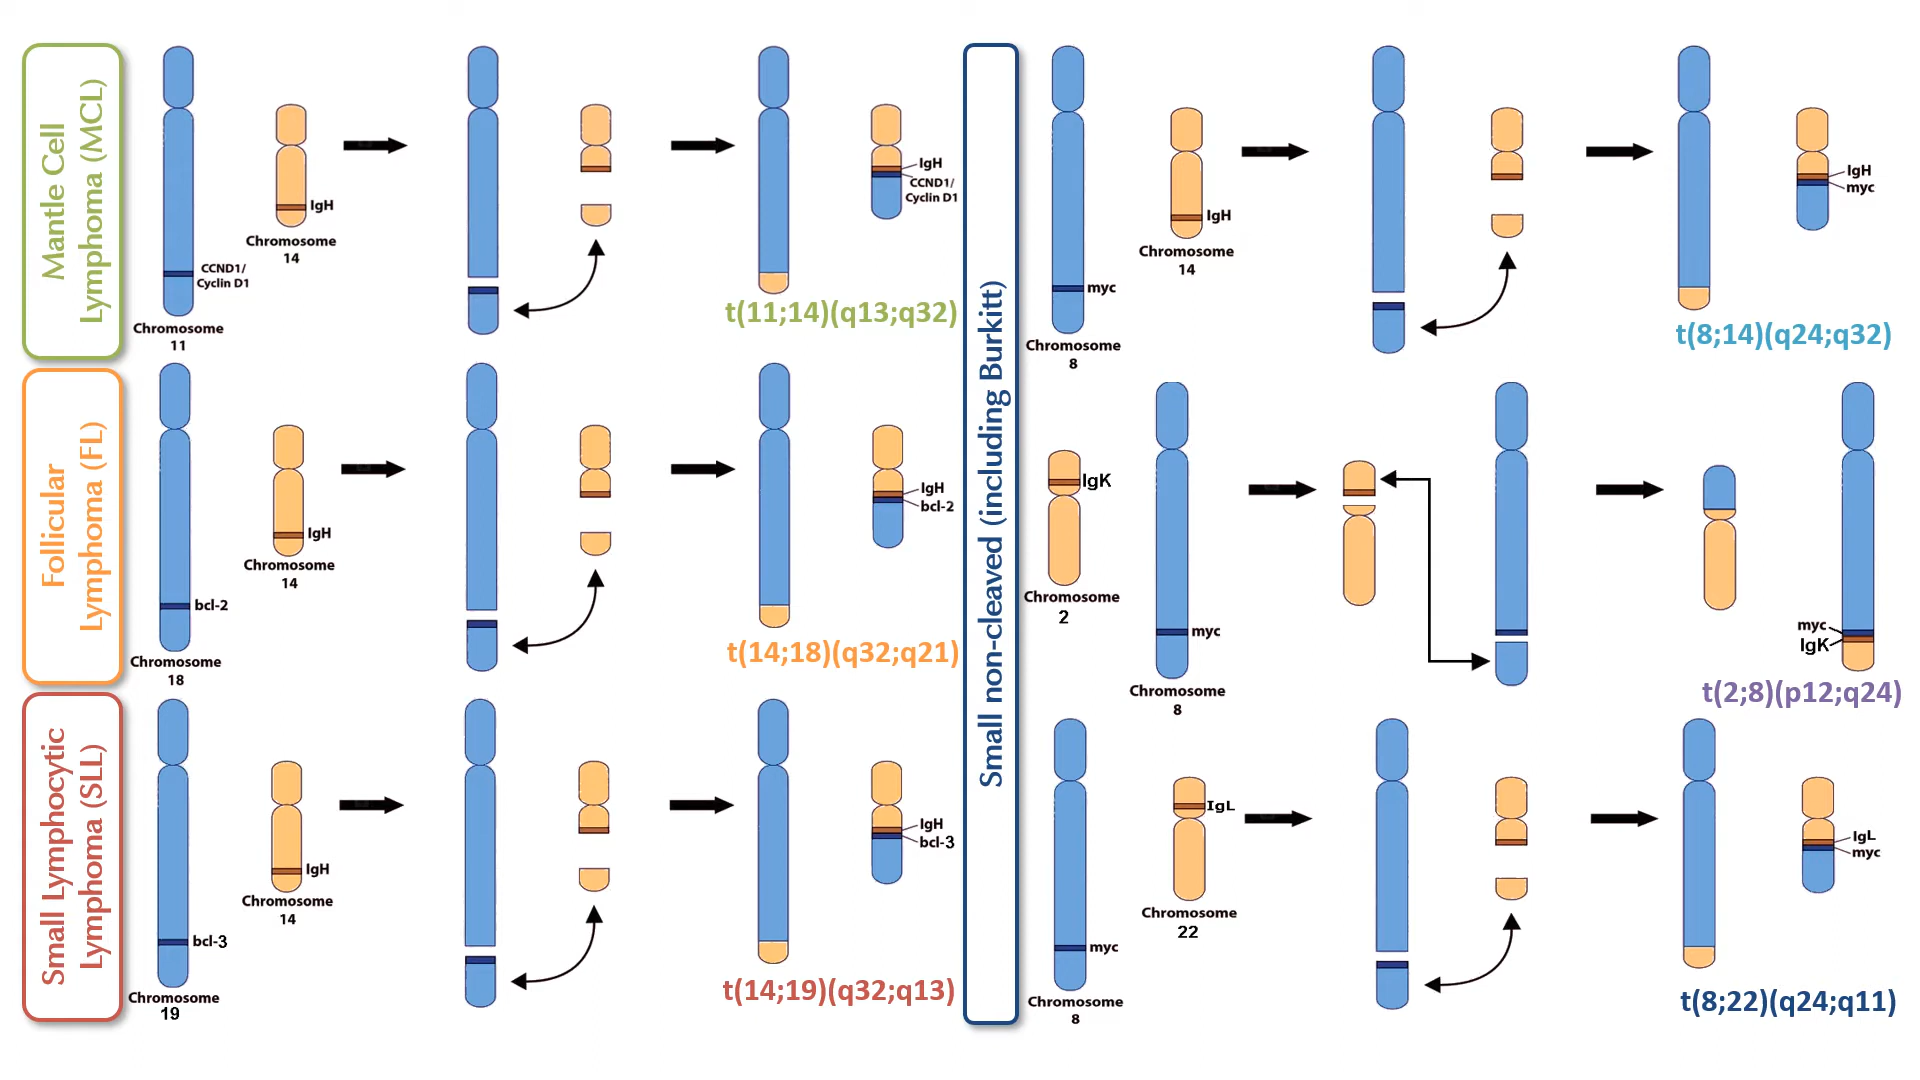 Mantle Cell
Lymphoma (MCL)
CCND1/
Cyclin D1
Chromosome
11
IgH
Chromosome
14
IgH
CCND1/
Cyclin D1
t(11;14)(q13;q32)
Follicular
Lymphoma (FL)
bcl-2
Chromosome
18
IgH
Chromosome
14
IgH
bcl-2
t(14;18)(q32;q21)
Small Lymphocytic
Lymphoma (SLL)
bcl-3
Chromosome
19
IgH
Chromosome
14
IgH
bcl-3
t(14;19)(q32;q13)
Small non-cleaved (including Burkitt)
myc
Chromosome
8
IgH
Chromosome
14
IgH
myc
t(8;14)(q24;q32)
IgK
Chromosome
2
myc
Chromosome
8
myc
IgK
t(2;8)(p12;q24)
myc
Chromosome
8
IgL
Chromosome
22
IgL
myc
t(8;22)(q24;q11)